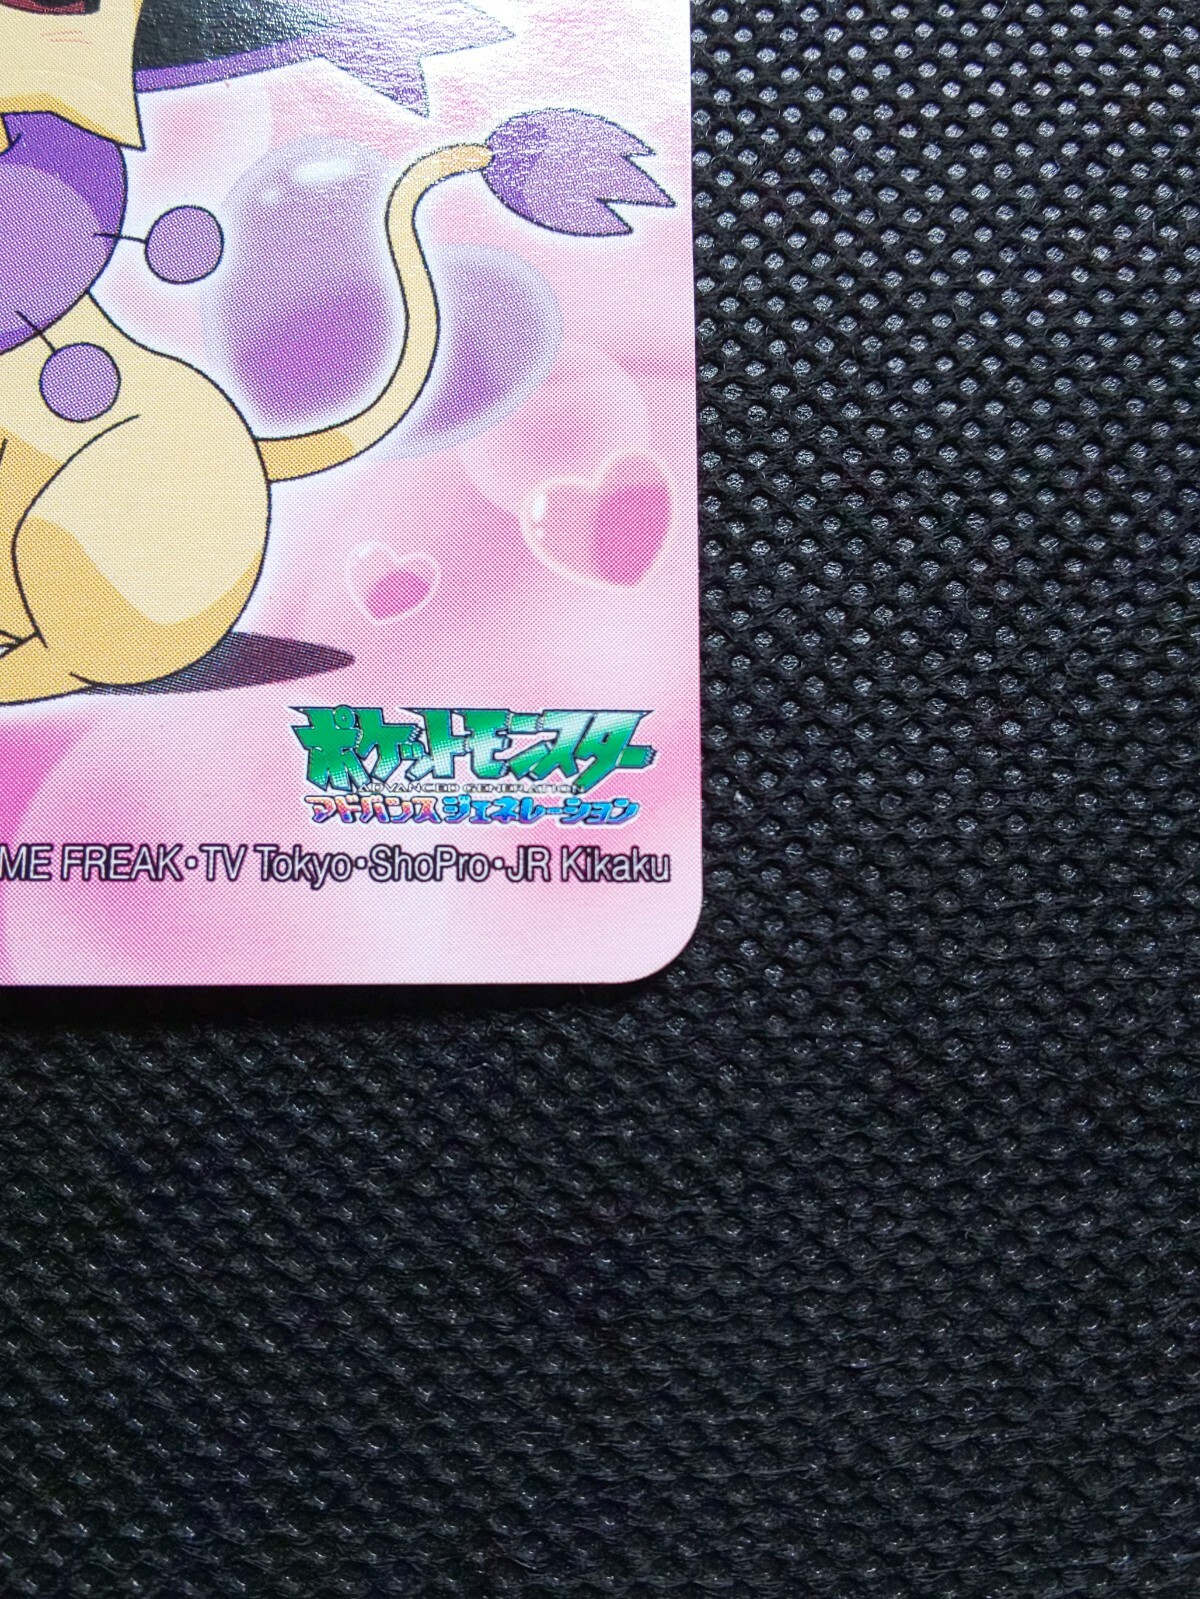 ポケットモンスター
ADVANCED GENERATION
アドバンスジェネレーション
ME FREAK・TV Tokyo・ShoPro・JR Kikaku